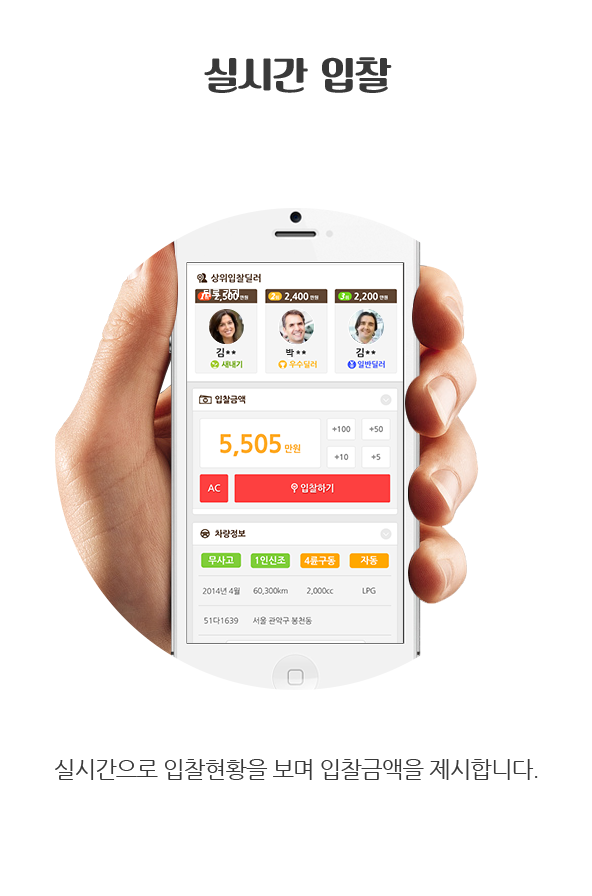 실시간 입찰
상위입찰딜러
2,500 만원
2위 2,400 만원
3위 2,200 만원
김** 박** 김**
새내기 우수딜러 일반딜러
입찰금액
5,505 만원
+100 +50
+10 +5
AC 입찰하기
차량정보
무사고 1인신조 4륜구동 자동
2014년 4월 60,300km 2,000cc LPG
51다1639 서울 관악구 봉천동
실시간으로 입찰현황을 보며 입찰금액을 제시합니다.